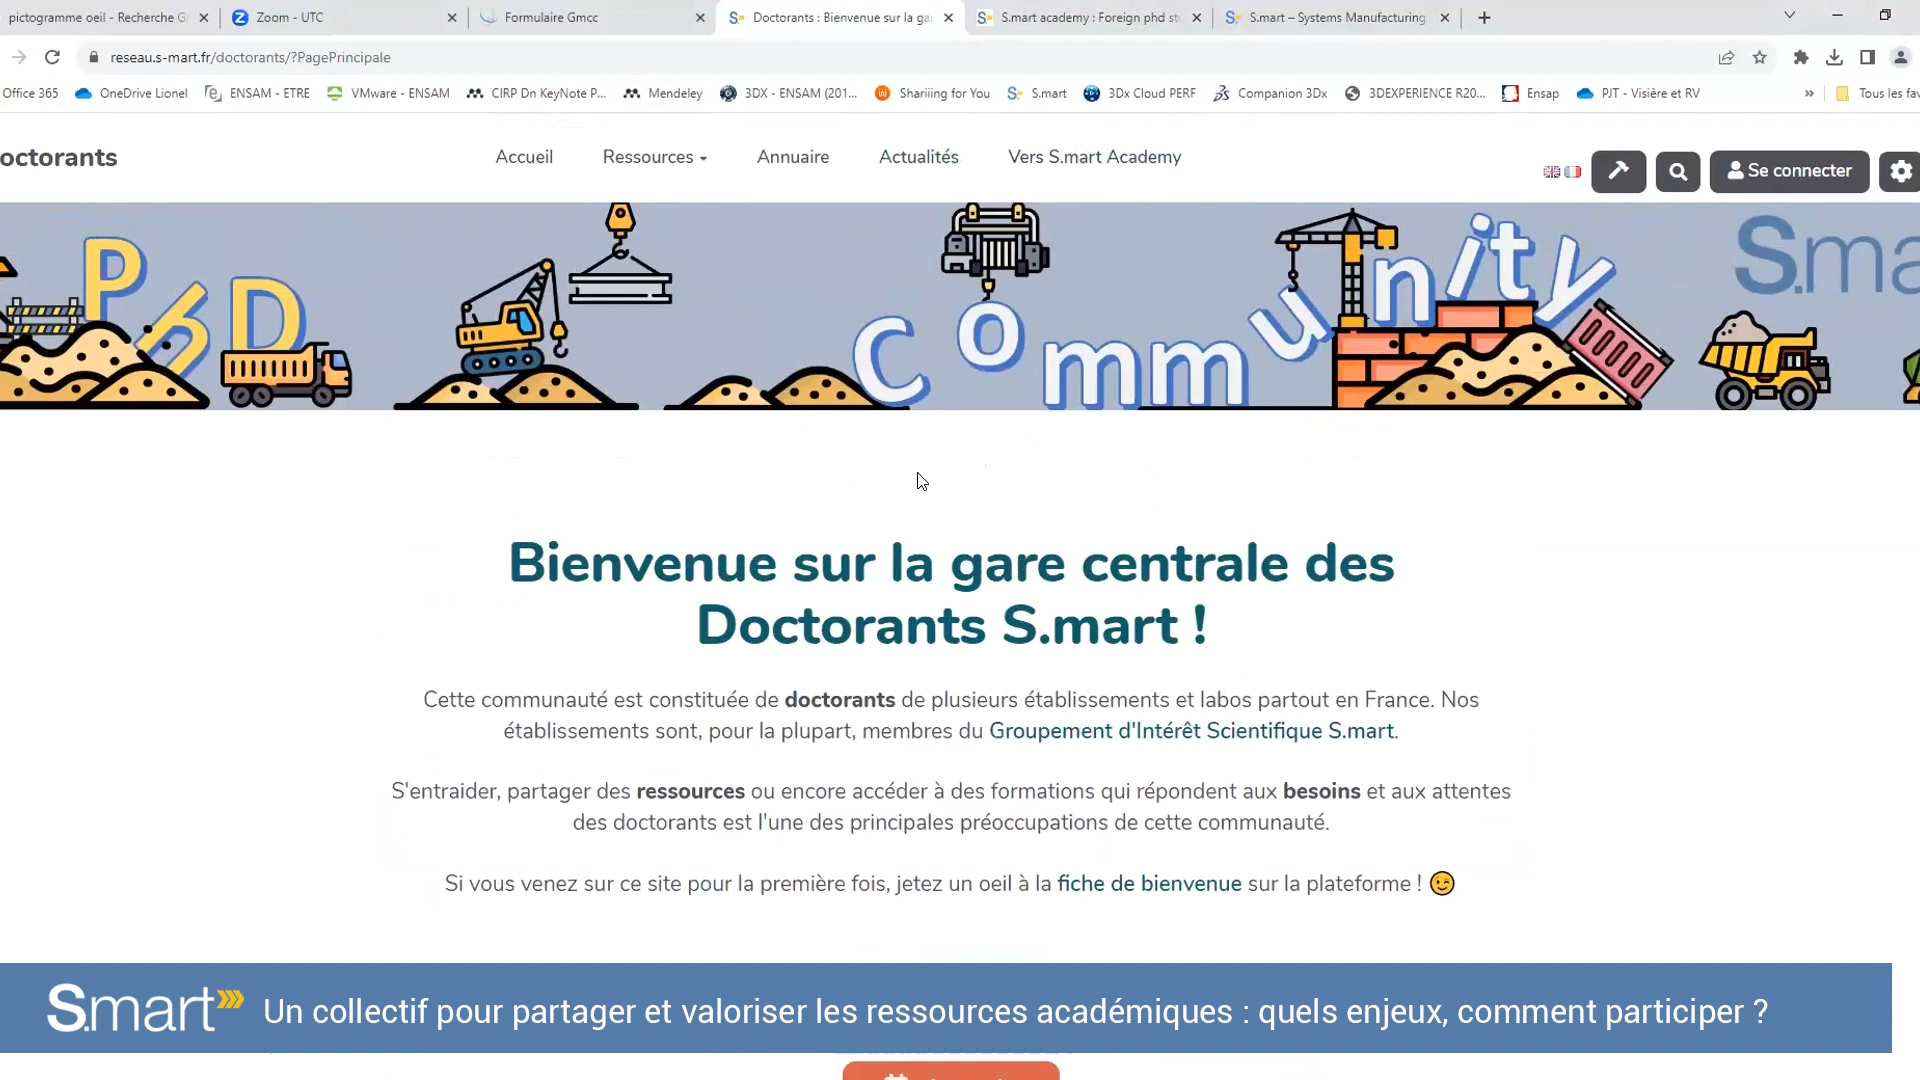 pictogramme oeil - Recherche G
Zoom - UTC
Formulaire Gmcc
Doctorants : Bienvenue sur la ga
S.mart academy : Foreign phd st
S.mart – Systems Manufacturing
reseau.s-mart.fr/doctorants/?PagePrincipale
Office 365
OneDrive Lionel
ENSAM - ETRE
VMware - ENSAM
CIRP Dn KeyNote P...
Mendeley
3DX - ENSAM (201...
Shariiing for You
S.mart
3Dx Cloud PERF
Companion 3Dx
3DEXPERIENCE R20...
Ensap
PJT - Visière et RV
»
Tous les fav
octorants
Accueil
Ressources
Annuaire
Actualités
Vers S.mart Academy
Se connecter
PhD
Community
S.ma
Bienvenue sur la gare centrale des
Doctorants S.mart !
Cette communauté est constituée de doctorants de plusieurs établissements et labos partout en France. Nos
établissements sont, pour la plupart, membres du Groupement d'Intérêt Scientifique S.mart.
S'entraider, partager des ressources ou encore accéder à des formations qui répondent aux besoins et aux attentes
des doctorants est l'une des principales préoccupations de cette communauté.
Si vous venez sur ce site pour la première fois, jetez un oeil à la fiche de bienvenue sur la plateforme ! 😉
S.mart
Un collectif pour partager et valoriser les ressources académiques : quels enjeux, comment participer ?